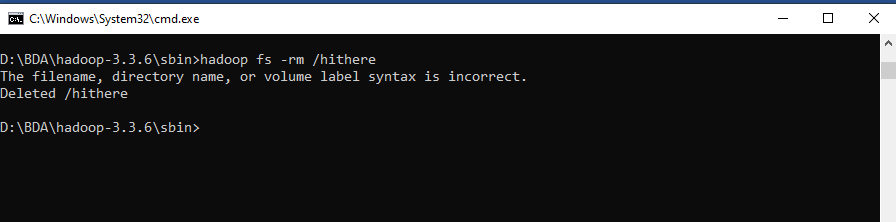 C:\Windows\System32\cmd.exe
D:\BDA\hadoop-3.3.6\sbin>hadoop fs -rm /hithere
The filename, directory name, or volume label syntax is incorrect.
Deleted /hithere
D:\BDA\hadoop-3.3.6\sbin>